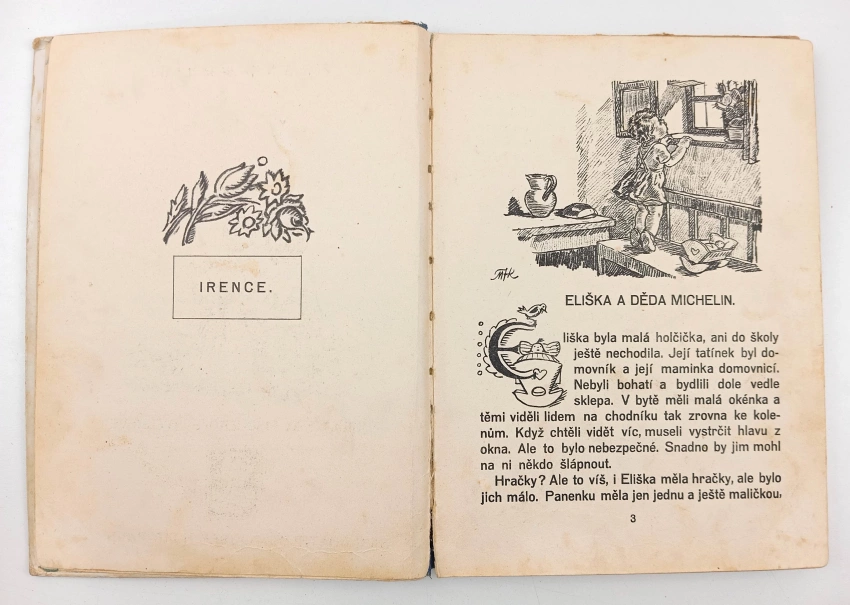 IRENCE.
MFK
ELIŠKA A DĚDA MICHELIN.
Eliška byla malá holčička, ani do školy
ještě nechodila. Její tatínek byl do-
movník a její maminka domovnicí.
Nebyli bohatí a bydlili dole vedle
sklepa. V bytě měli malá okénka a
těmi viděli lidem na chodníku tak zrovna ke kole-
nům. Když chtěli vidět víc, museli vystrčit hlavu z
okna. Ale to bylo nebezpečné. Snadno by jim mohl
na ni někdo šlápnout.
Hračky? Ale to víš, i Eliška měla hračky, ale bylo
jich málo. Panenku měla jen jednu a ještě maličkou,
3